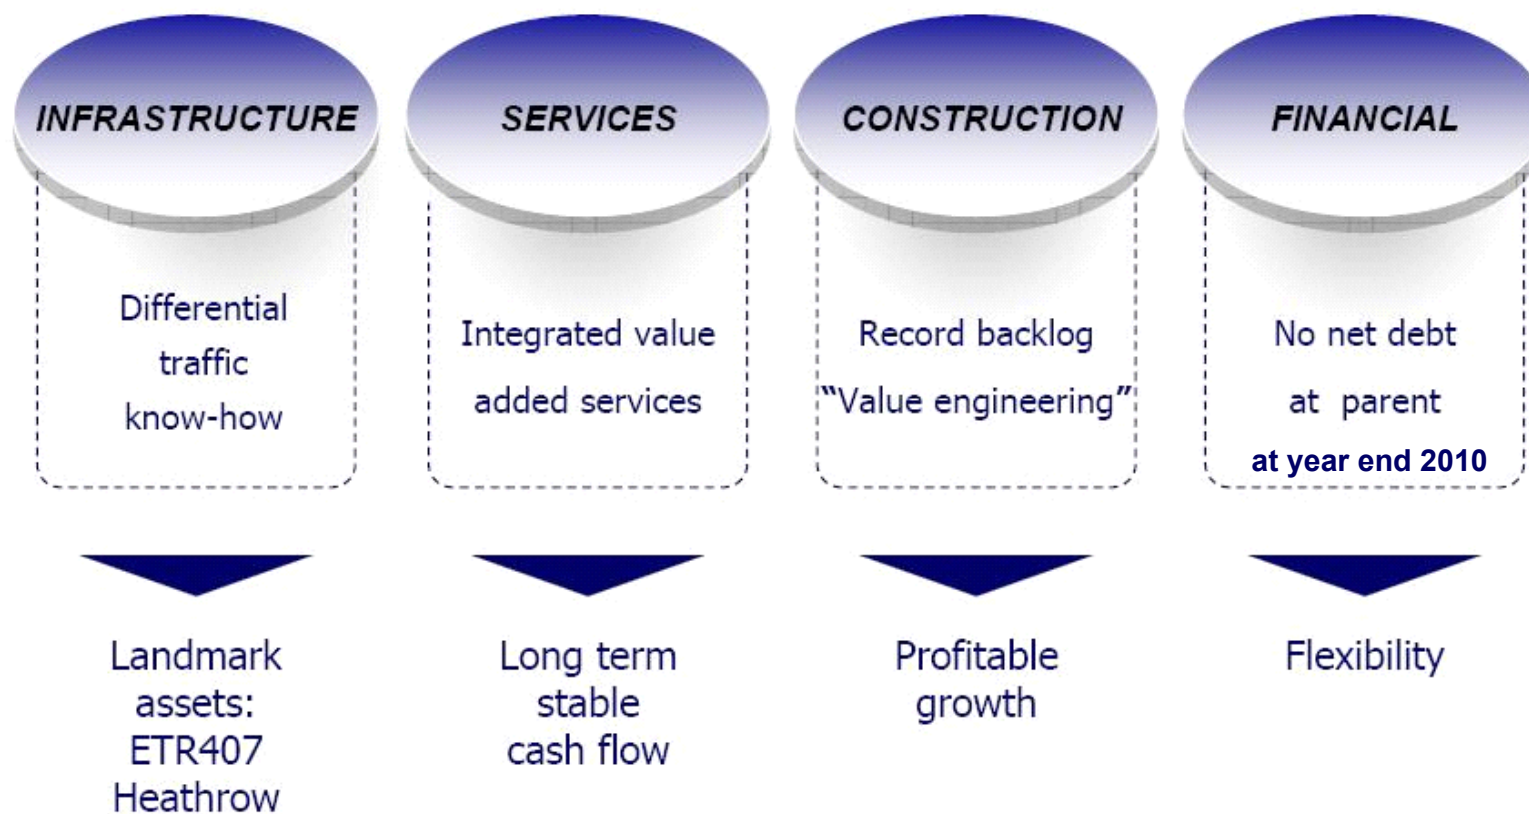 INFRASTRUCTURE
SERVICES
CONSTRUCTION
FINANCIAL
Differential
traffic
know-how
Integrated value
added services
Record backlog
“Value engineering”
No net debt
at parent
at year end 2010
Landmark
assets:
ETR407
Heathrow
Long term
stable
cash flow
Profitable
growth
Flexibility